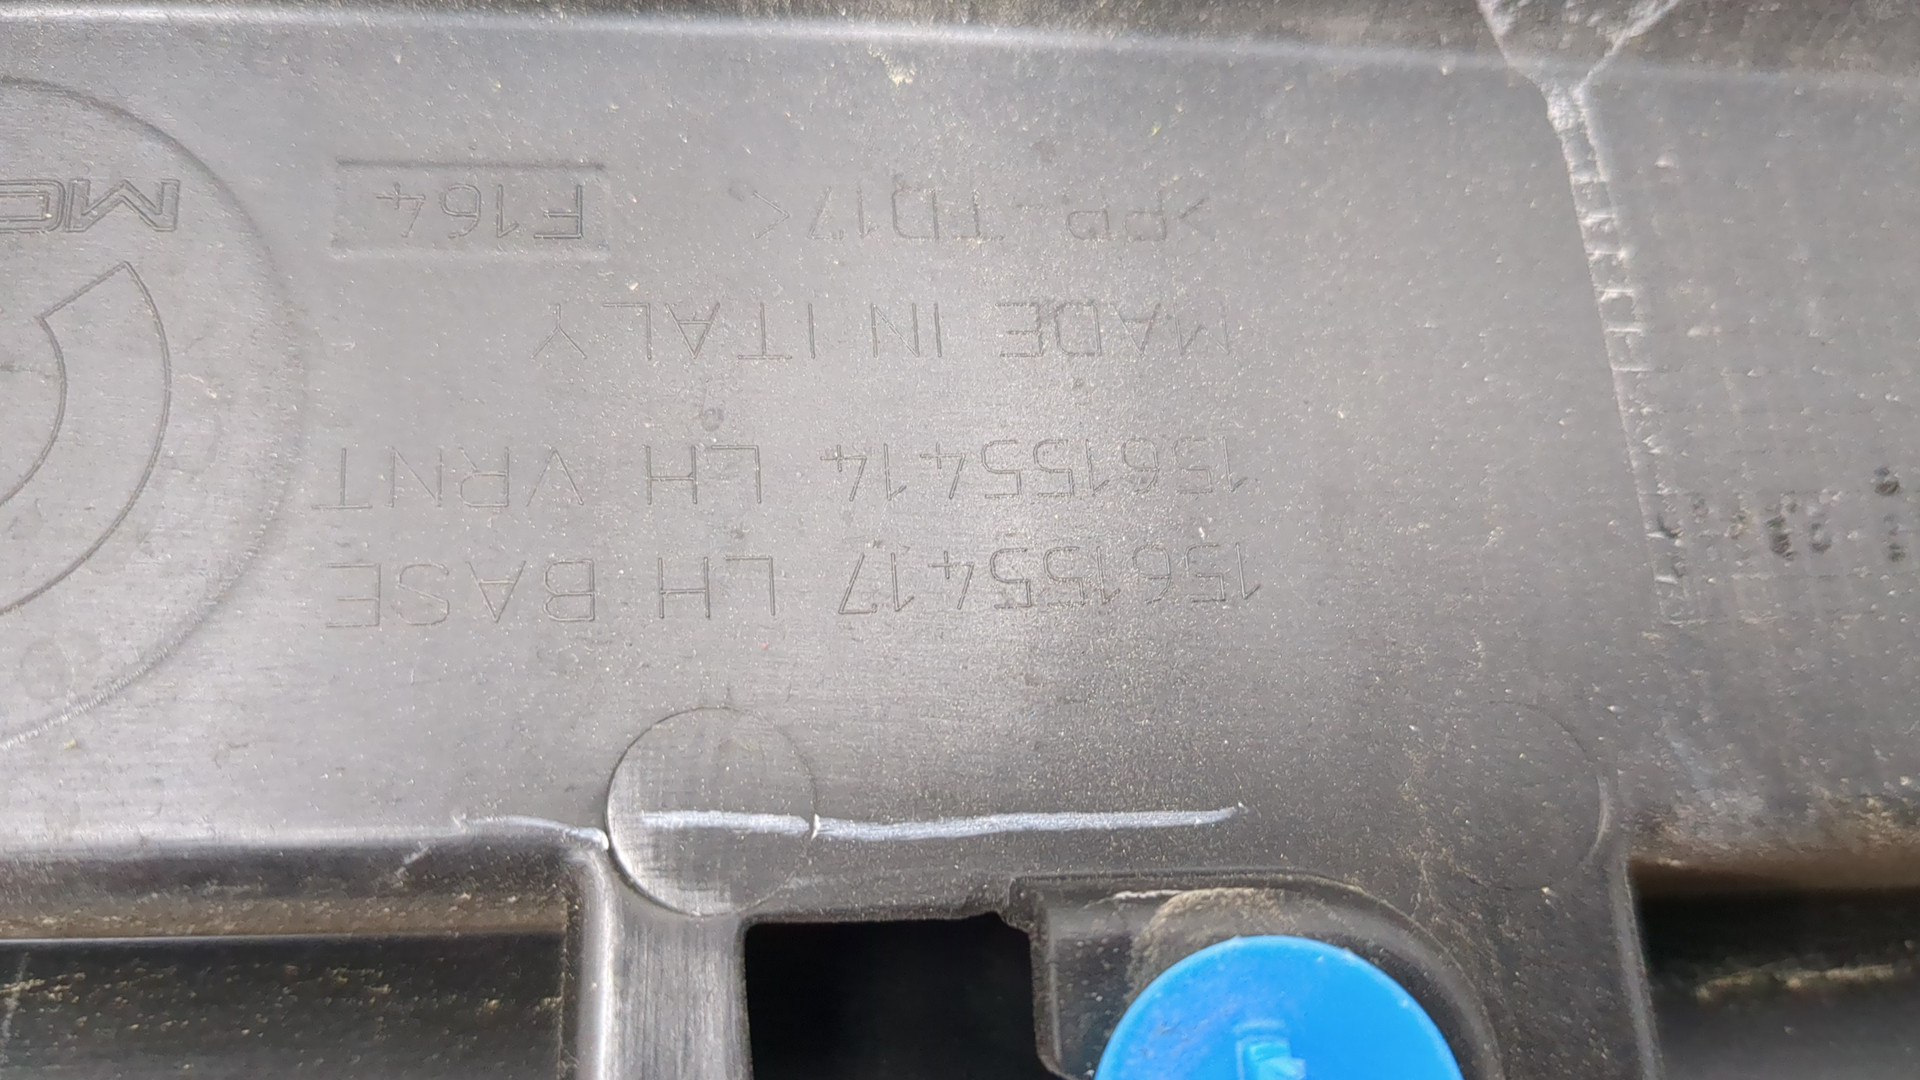 156155417 LH BASE
156155414 LH VRNT
MADE IN ITALY
>PP-TD17< F164